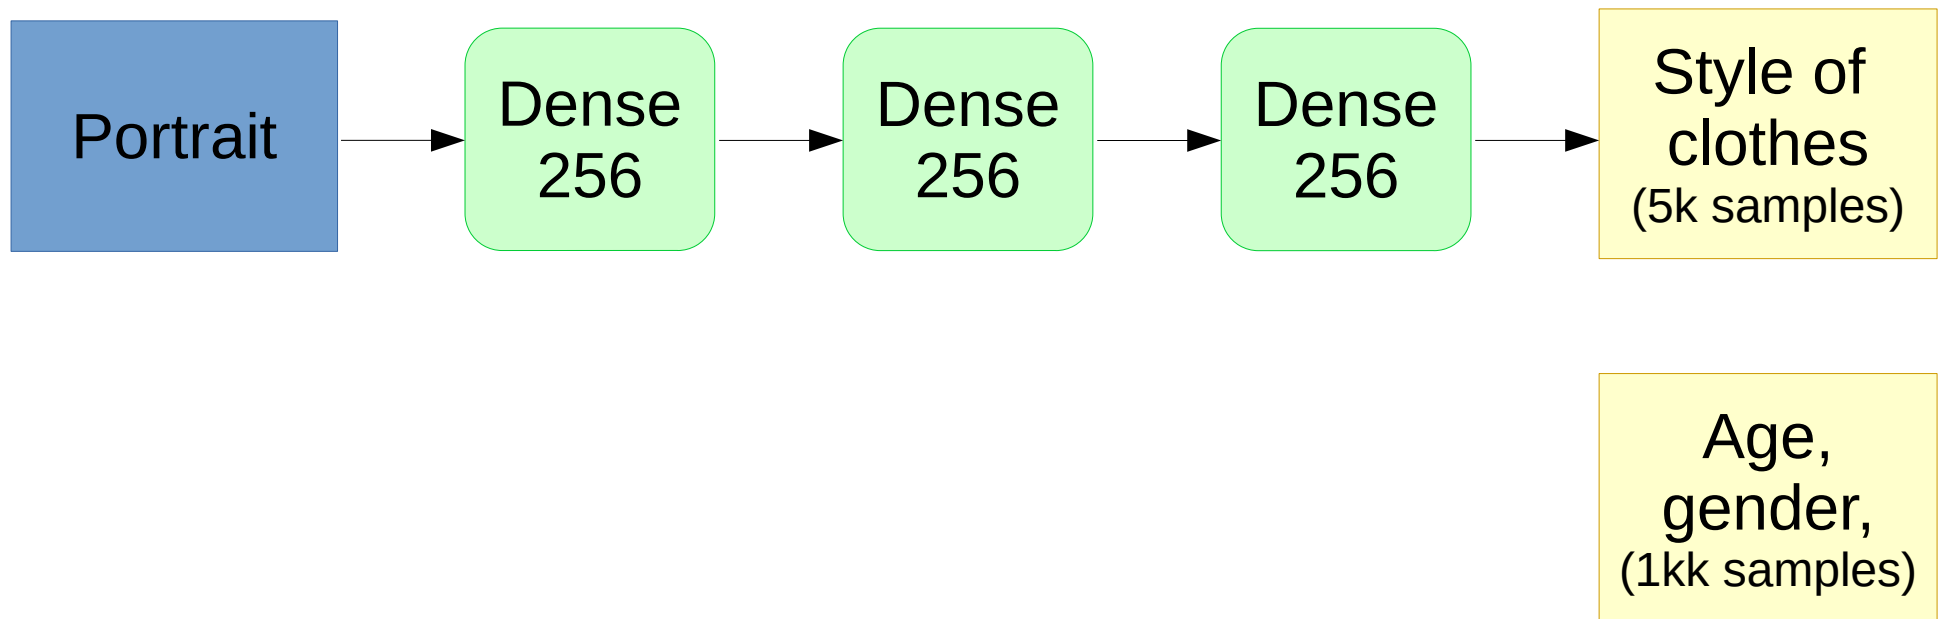 Portrait
Dense
256
Dense
256
Dense
256
Style of
clothes
(5k samples)
Age,
gender,
(1kk samples)